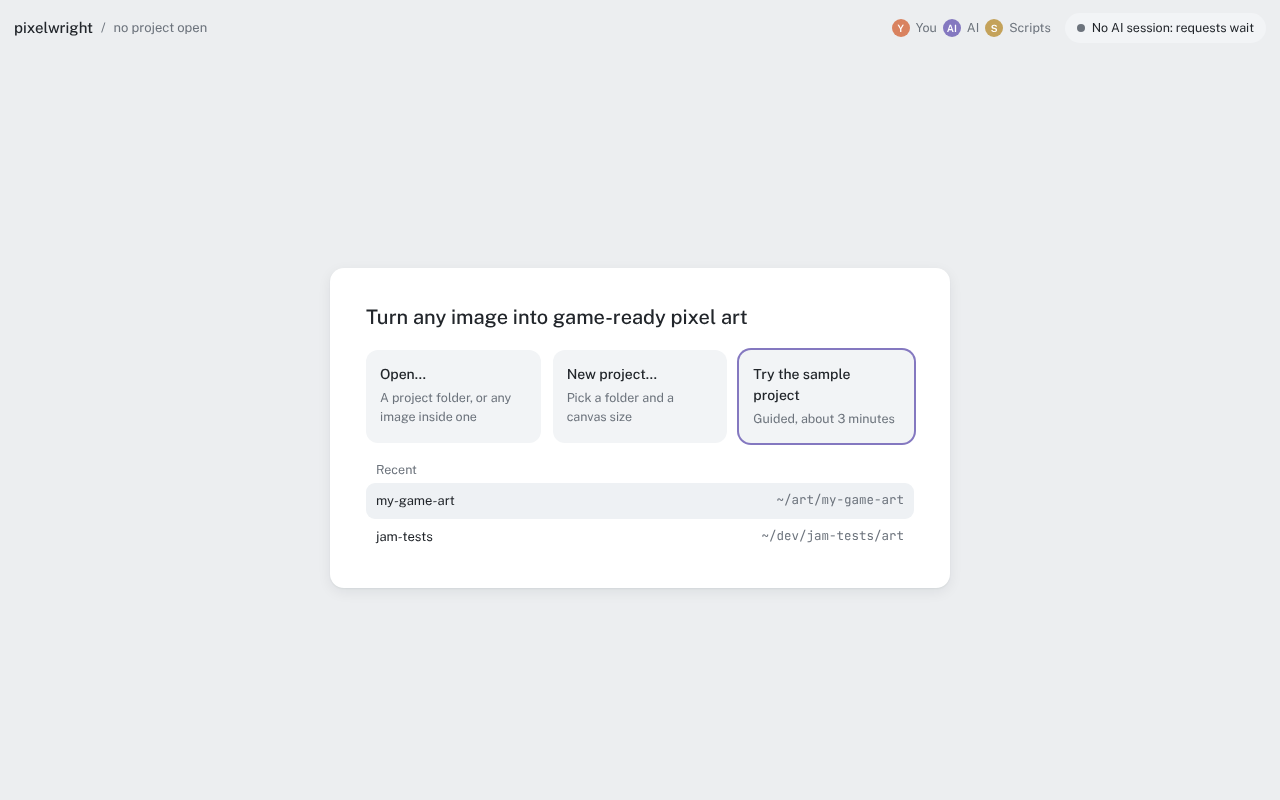 pixelwright / no project open
Y You AI AI S Scripts
No AI session: requests wait
Turn any image into game-ready pixel art
Open...
A project folder, or any
image inside one
New project...
Pick a folder and a
canvas size
Try the sample
project
Guided, about 3 minutes
Recent
my-game-art ~/art/my-game-art
jam-tests ~/dev/jam-tests/art